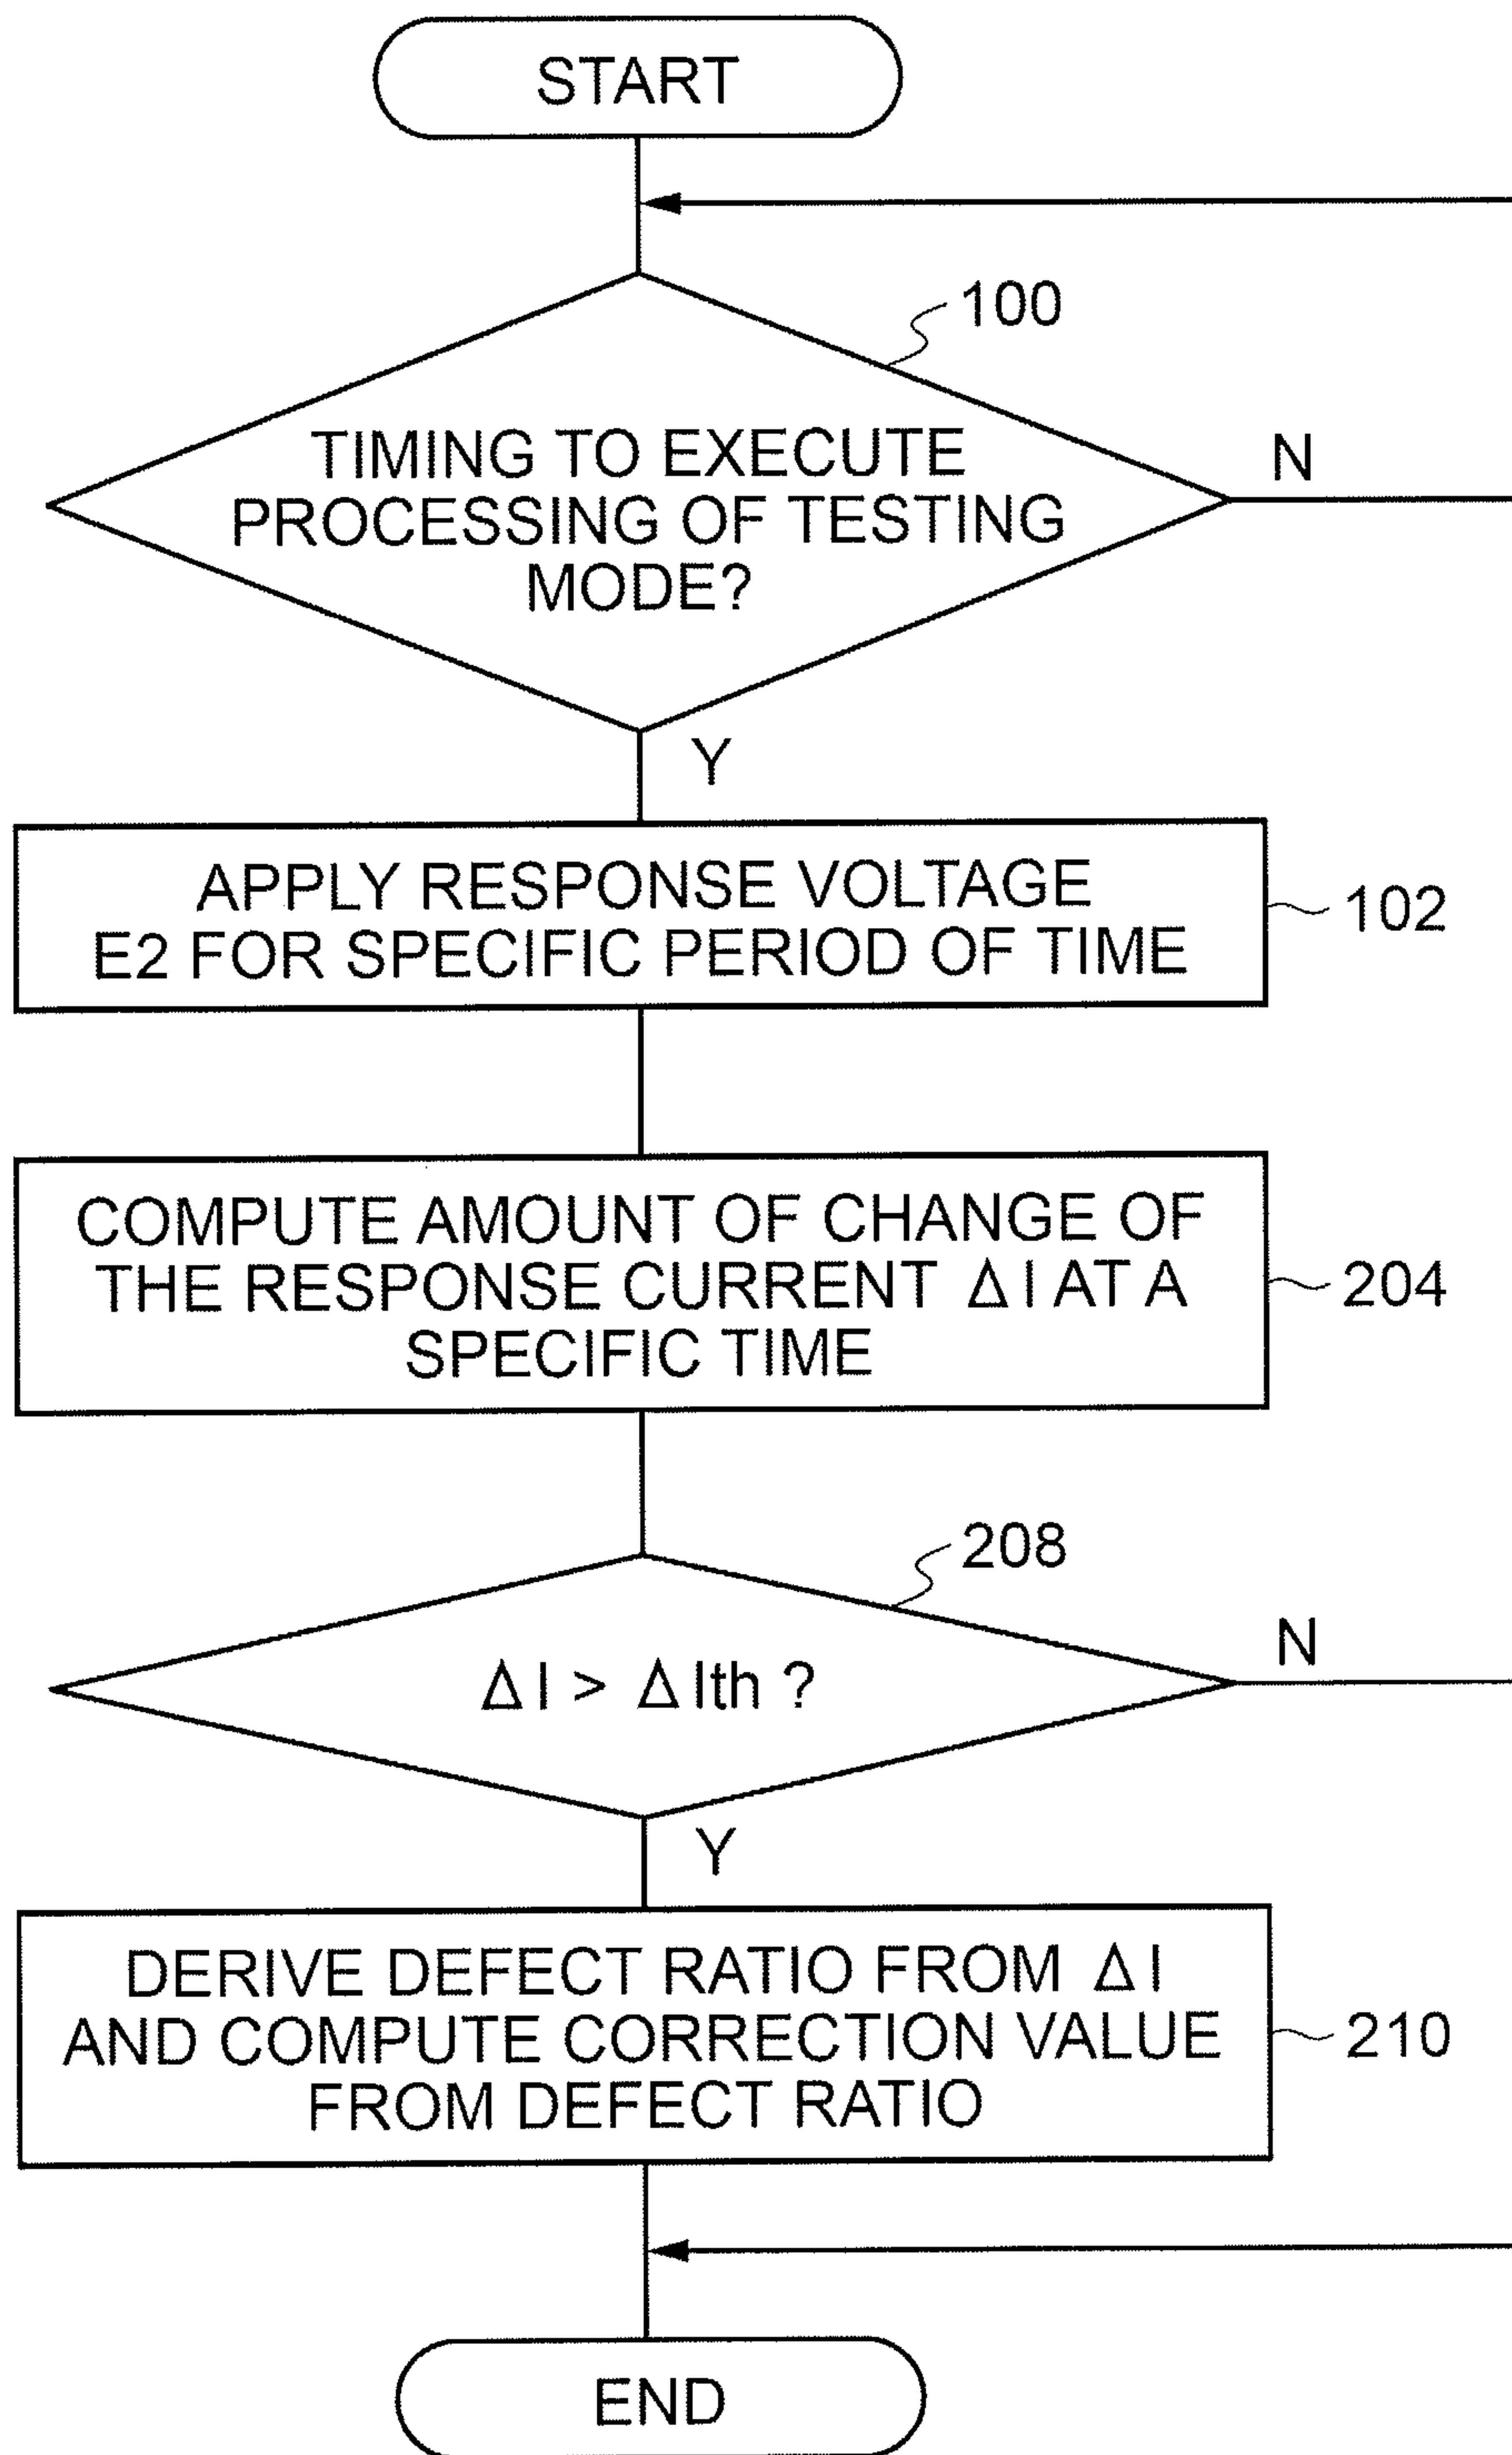 START
100
TIMING TO EXECUTE
PROCESSING OF TESTING
MODE?
N
Y
APPLY RESPONSE VOLTAGE
E2 FOR SPECIFIC PERIOD OF TIME
102
COMPUTE AMOUNT OF CHANGE OF
THE RESPONSE CURRENT ΔI AT A
SPECIFIC TIME
204
208
ΔI > ΔIth ?
N
Y
DERIVE DEFECT RATIO FROM ΔI
AND COMPUTE CORRECTION VALUE
FROM DEFECT RATIO
210
END